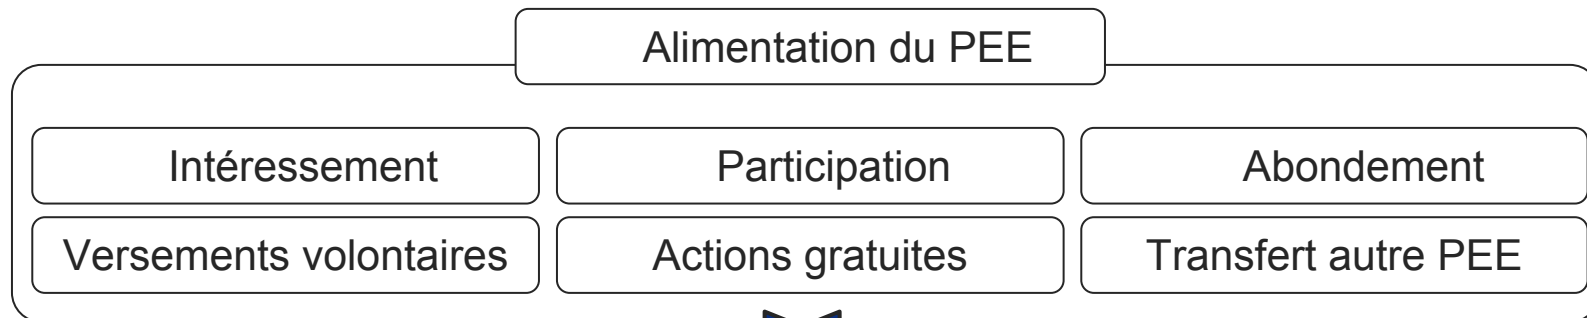 Alimentation du PEE
Intéressement Participation Abondement
Versements volontaires Actions gratuites Transfert autre PEE